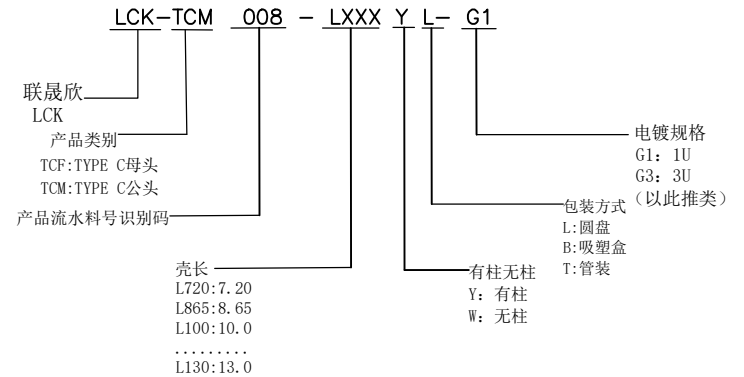 LCK-TCM 008 - LXXX Y L- G1
联晟欣
LCK
产品类别
TCF:TYPE C母头
TCM:TYPE C公头
产品流水料号识别码
壳长
L720:7.20
L865:8.65
L100:10.0
.........
L130:13.0
有柱无柱
Y: 有柱
W: 无柱
包装方式
L:圆盘
B:吸塑盒
T:管装
电镀规格
G1: 1U
G3: 3U
(以此推类)